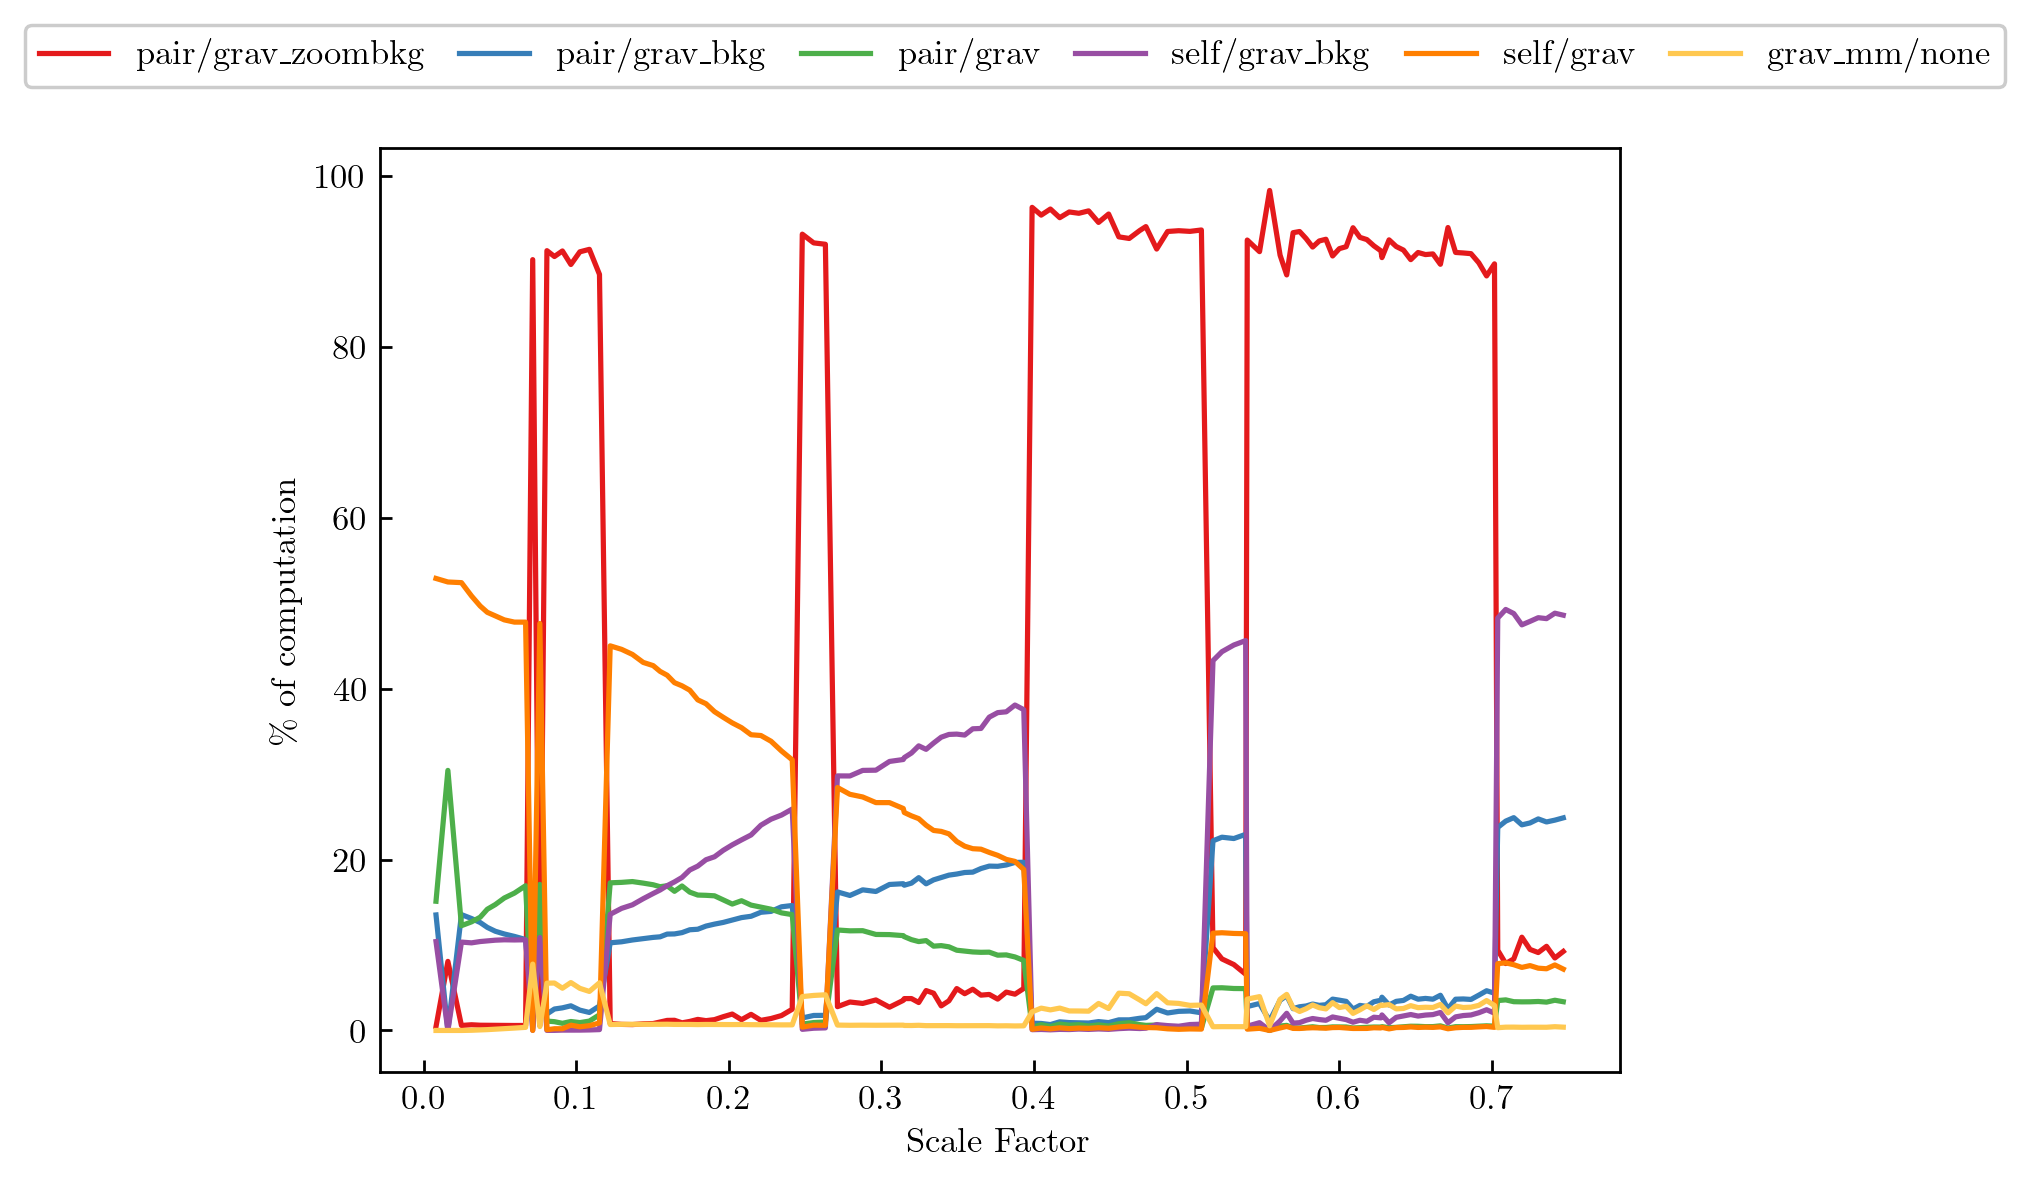 pair/grav_zoombkg pair/grav_bkg pair/grav self/grav_bkg self/grav grav_mm/none
100
80
60
40
20
0
% of computation
0.0 0.1 0.2 0.3 0.4 0.5 0.6 0.7
Scale Factor